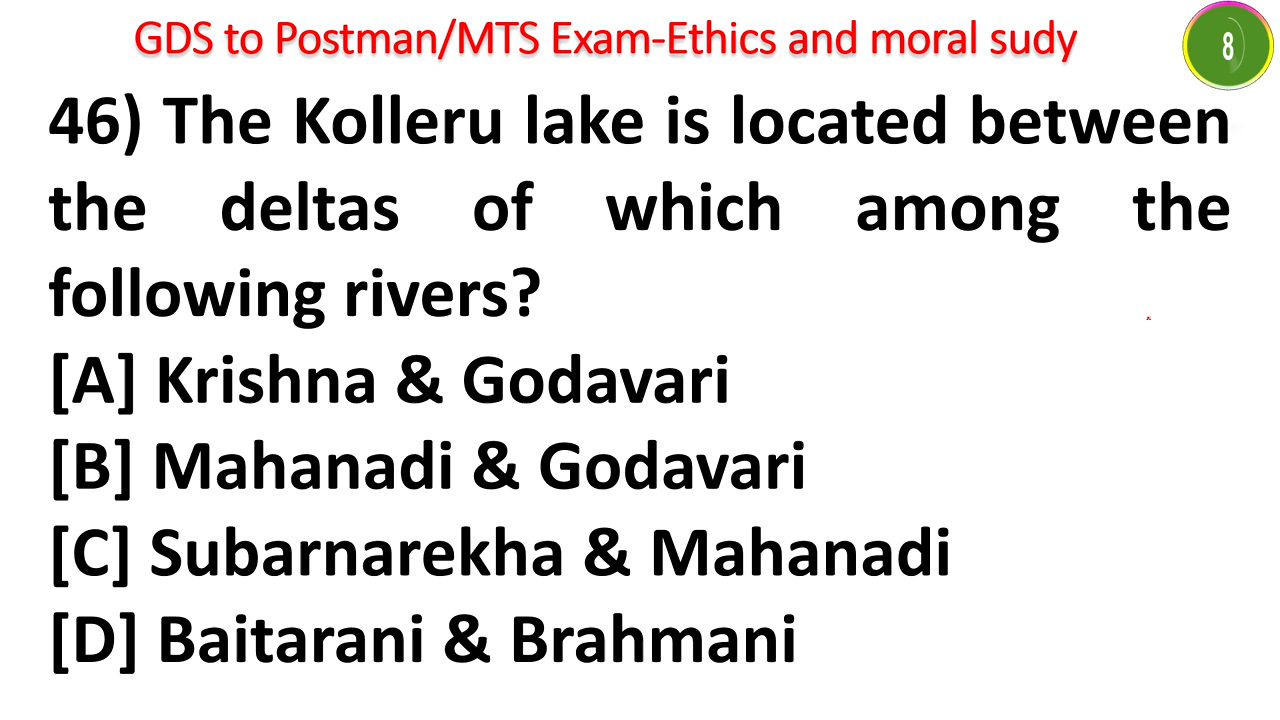 GDS to Postman/MTS Exam-Ethics and moral sudy
8
46) The Kolleru lake is located between
the deltas of which among the
following rivers?
[A] Krishna & Godavari
[B] Mahanadi & Godavari
[C] Subarnarekha & Mahanadi
[D] Baitarani & Brahmani